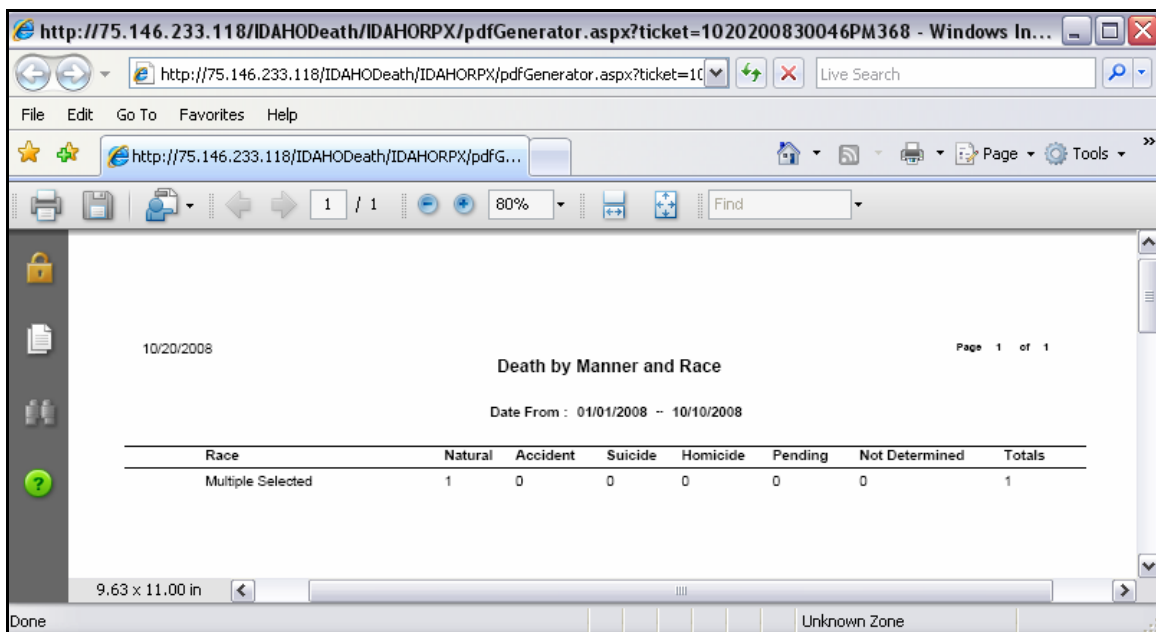 http://75.146.233.118/IDAHODeath/IDAHORPX/pdfGenerator.aspx?ticket=1020200830046PM368 - Windows In...
http://75.146.233.118/IDAHODeath/IDAHORPX/pdfGenerator.aspx?ticket=10 Live Search
File Edit Go To Favorites Help
http://75.146.233.118/IDAHODeath/IDAHORPX/pdfG... Page Tools »
1 / 1 80% Find
10/20/2008 Page 1 of 1
Death by Manner and Race
Date From : 01/01/2008 -- 10/10/2008
Race Natural Accident Suicide Homicide Pending Not Determined Totals
Multiple Selected 1 0 0 0 0 0 1
9.63 x 11.00 in
Done Unknown Zone